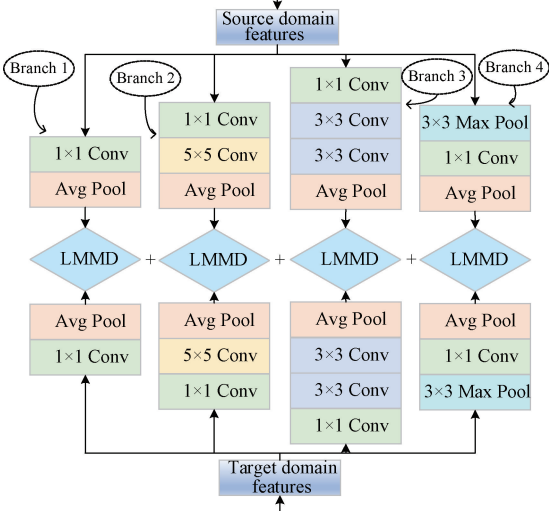 Source domain
features
Branch 1
Branch 2
Branch 3
Branch 4
1×1 Conv
Avg Pool
1×1 Conv
5×5 Conv
Avg Pool
1×1 Conv
3×3 Conv
3×3 Conv
Avg Pool
3×3 Max Pool
1×1 Conv
Avg Pool
LMMD + LMMD + LMMD + LMMD
Avg Pool
1×1 Conv
Avg Pool
5×5 Conv
1×1 Conv
Avg Pool
3×3 Conv
3×3 Conv
1×1 Conv
Avg Pool
1×1 Conv
3×3 Max Pool
Target domain
features